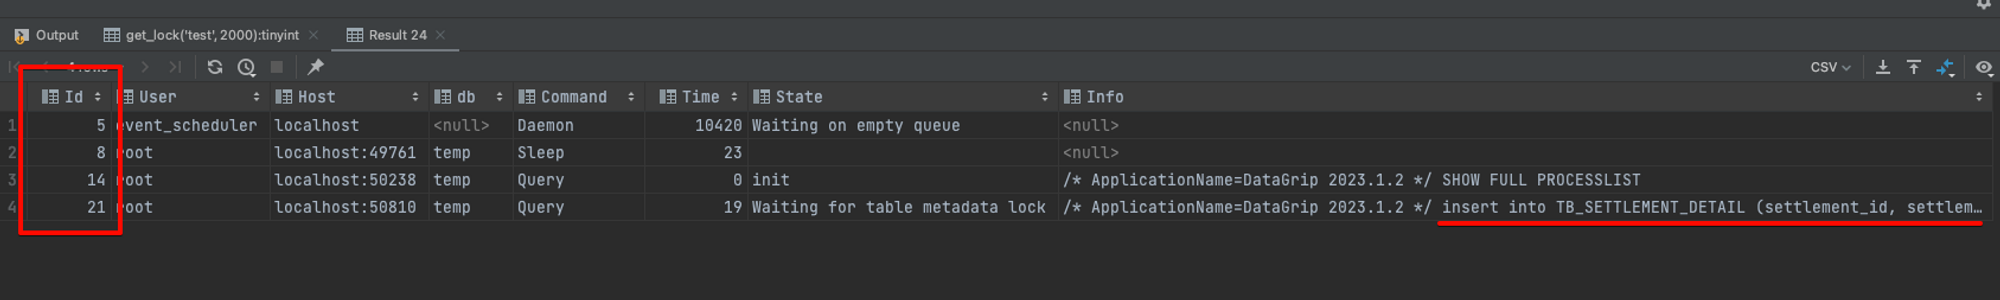 Output get_lock('test', 2000):tinyint Result 24
CSV
Id User Host db Command Time State Info
1 5 event_scheduler localhost <null> Daemon 10420 Waiting on empty queue <null>
2 8 root localhost:49761 temp Sleep 23 <null>
3 14 root localhost:50238 temp Query 0 init /* ApplicationName=DataGrip 2023.1.2 */ SHOW FULL PROCESSLIST
4 21 root localhost:50810 temp Query 19 Waiting for table metadata lock /* ApplicationName=DataGrip 2023.1.2 */ insert into TB_SETTLEMENT_DETAIL (settlement_id, settlem…